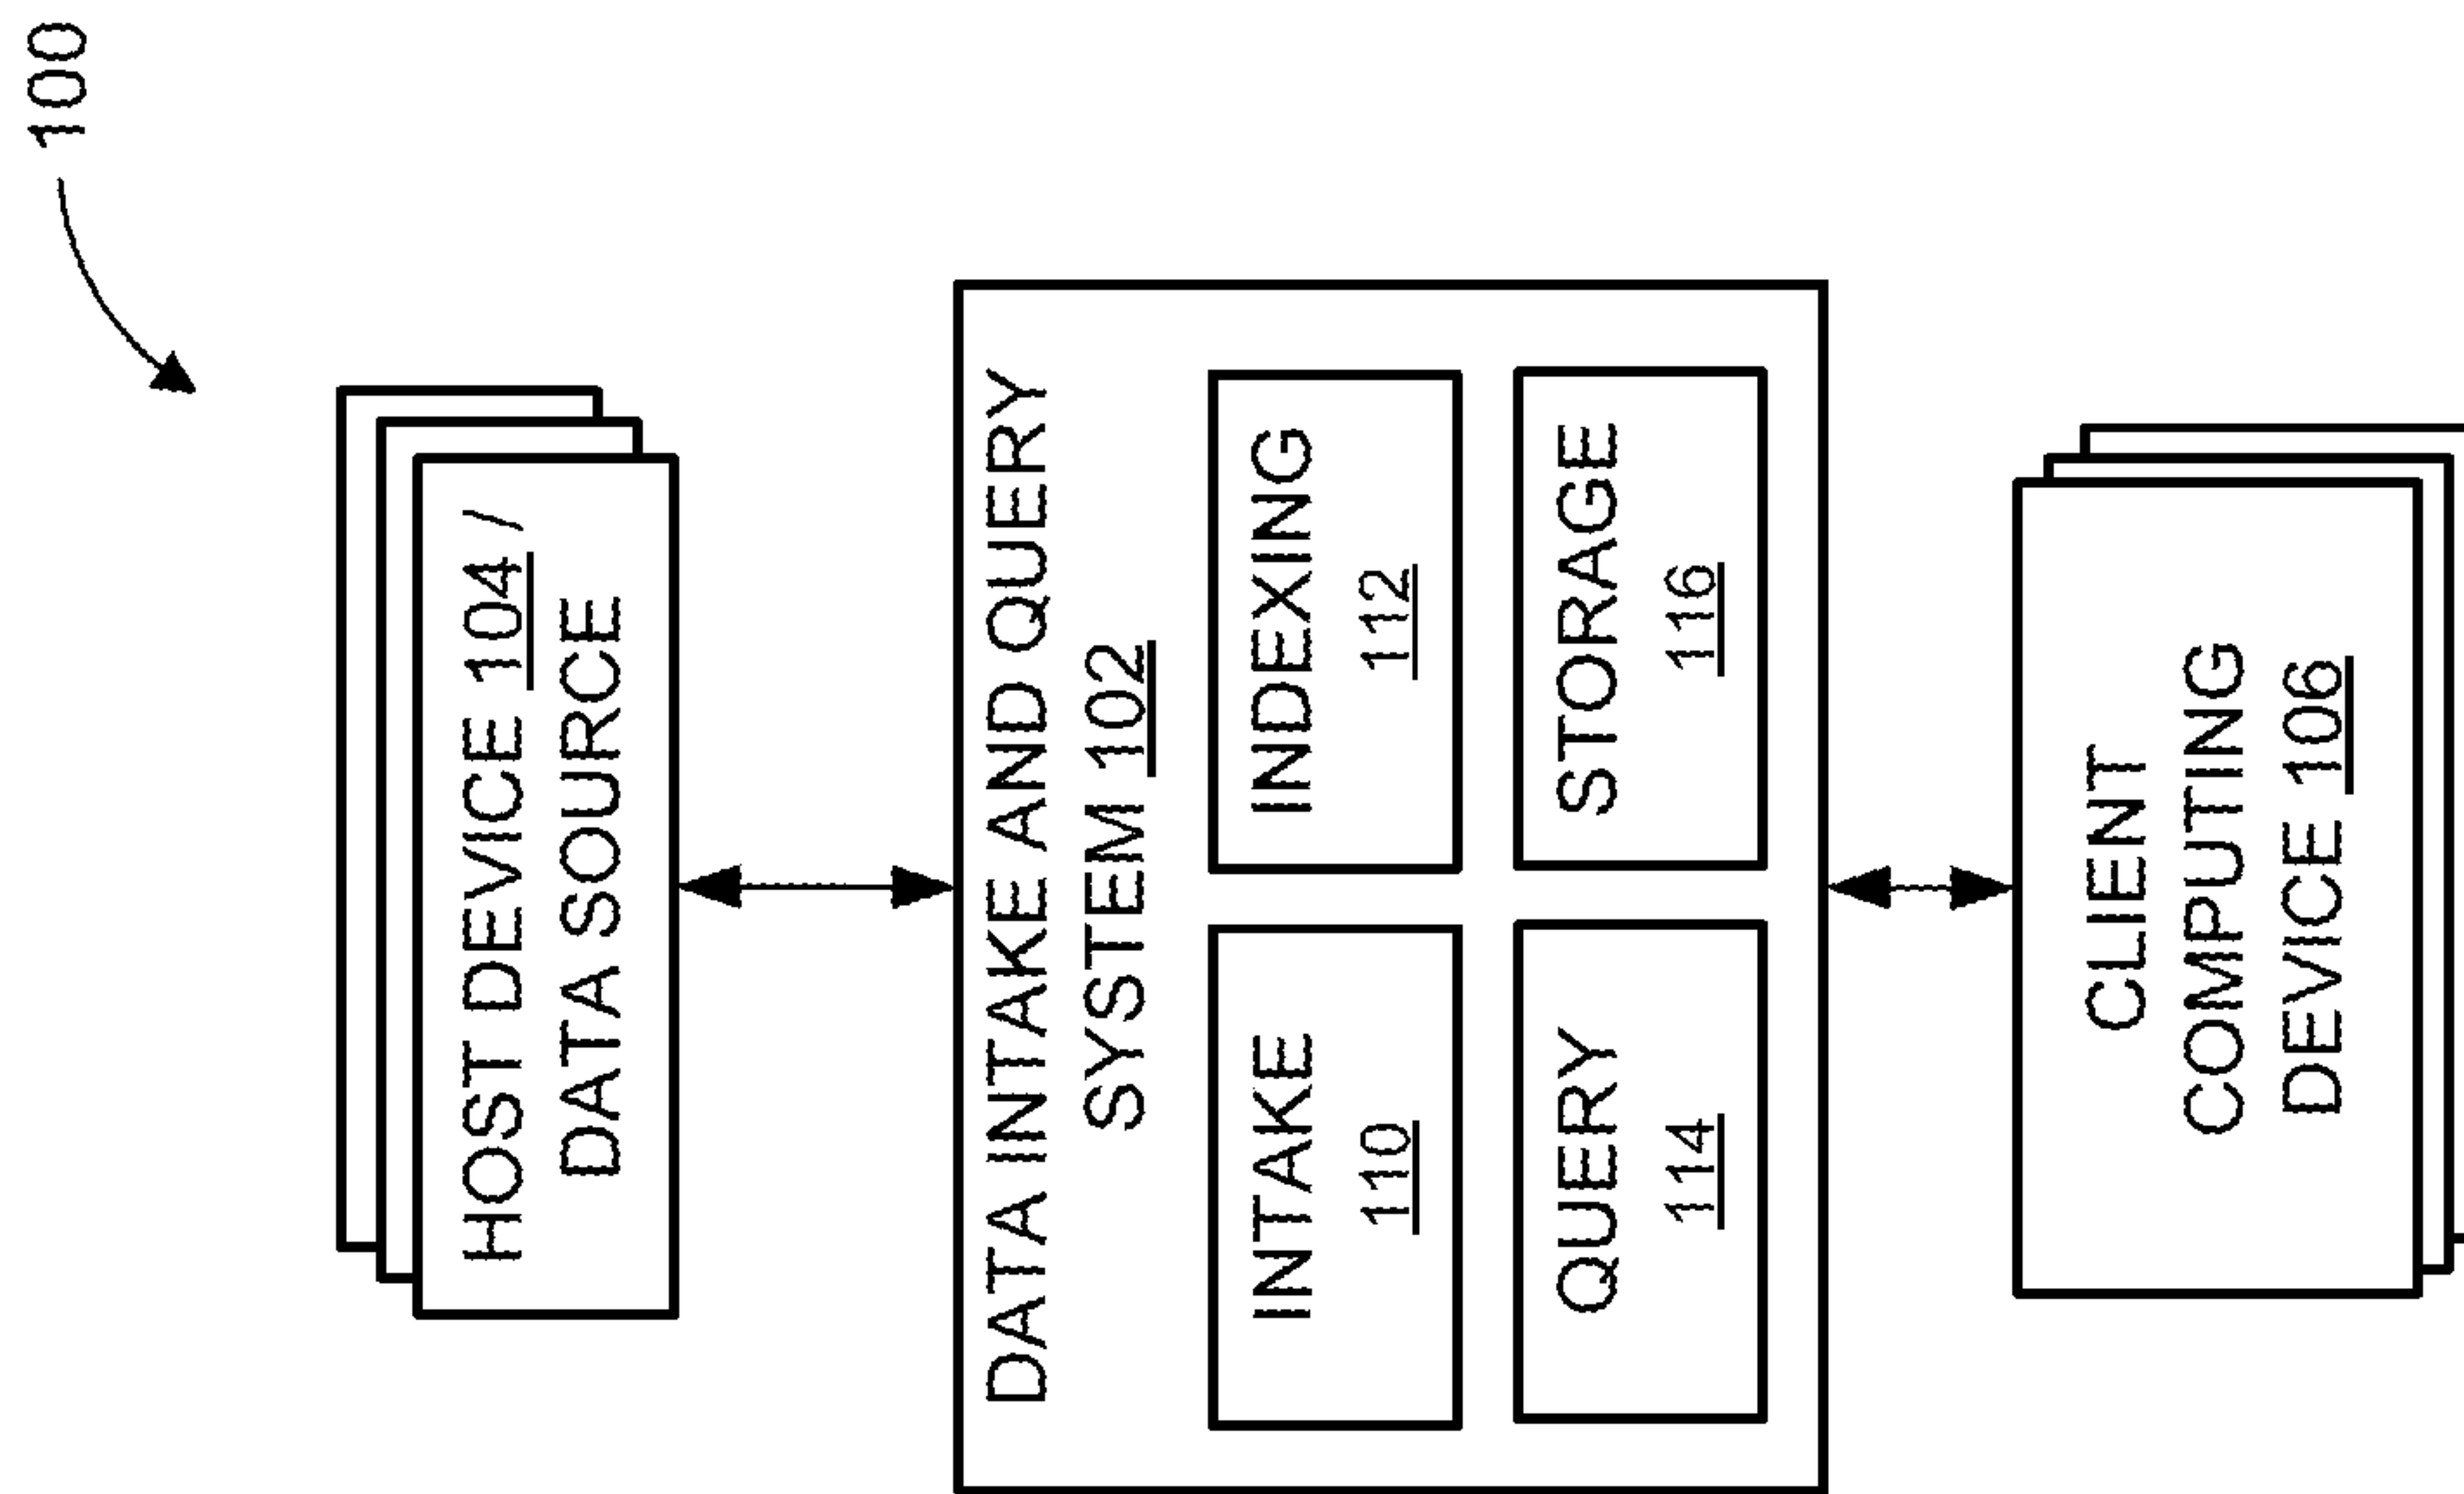 100
HOST DEVICE 104 /
DATA SOURCE
DATA INTAKE AND QUERY
SYSTEM 102
INTAKE
110
INDEXING
112
QUERY
114
STORAGE
116
CLIENT
COMPUTING
DEVICE 106